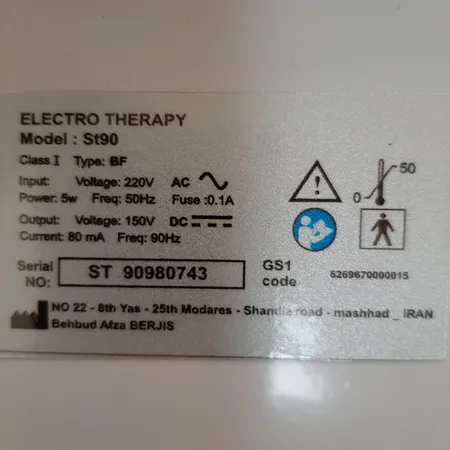 ELECTRO THERAPY
Model : St90
Class I Type: BF
Input: Voltage: 220V AC
Power: 5w Freq: 50Hz Fuse :0.1A
Output: Voltage: 150V DC
Current: 80 mA Freq: 90Hz
0 50
Serial NO: ST 90980743 GS1 code 6269670000015
NO 22 - 8th Yas - 25th Modares - Shandiz road - mashhad _ IRAN
Behbud Afza BERJIS